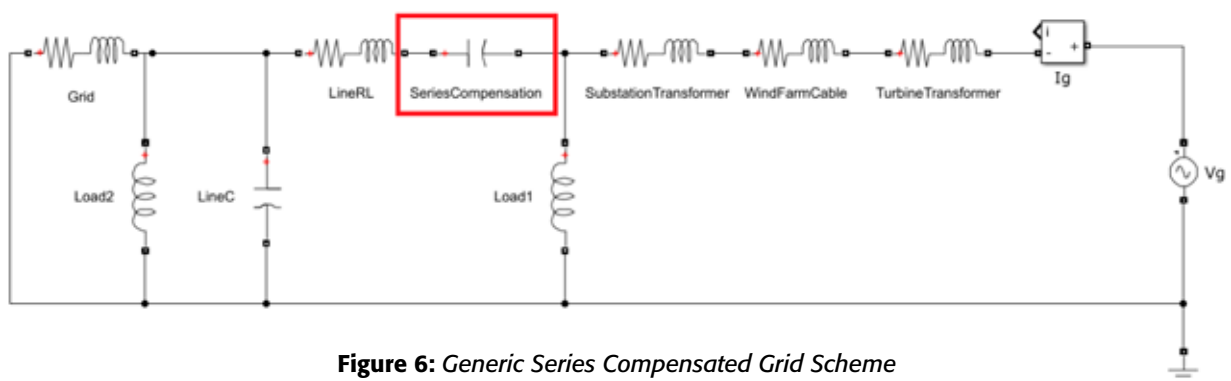 i
+
-
Ig
Grid
LineRL
SeriesCompensation
SubstationTransformer
WindFarmCable
TurbineTransformer
Vg
Load2
LineC
Load1
Figure 6: Generic Series Compensated Grid Scheme